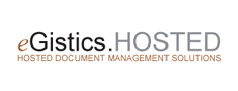 eGistics.HOSTED
HOSTED DOCUMENT MANAGEMENT SOLUTIONS